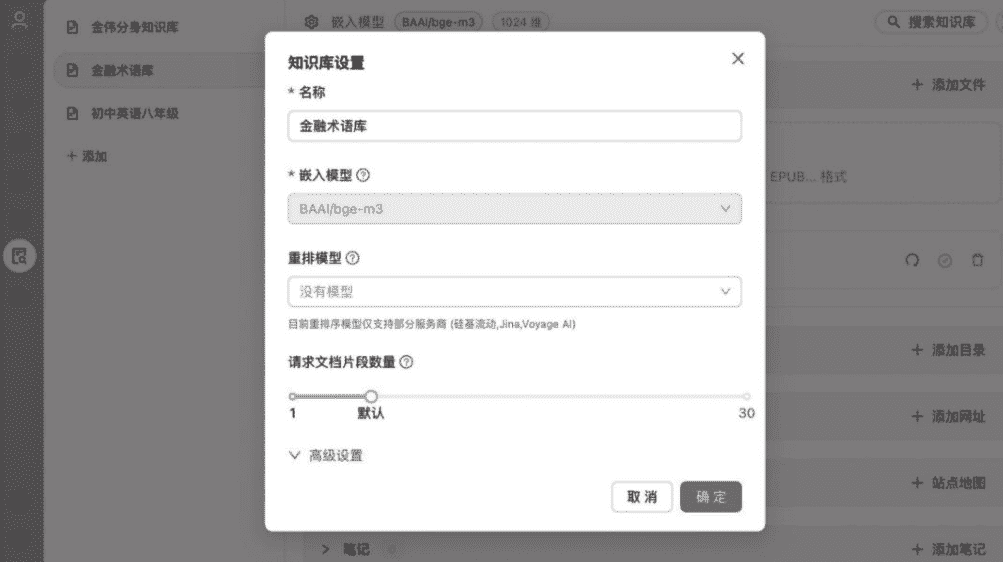 金伟分身知识库
金融术语库
初中英语八年级
+ 添加
嵌入模型 BAAI/bge-m3 1024 维
搜索知识库
+ 添加文件
EPUB... 格式
+ 添加目录
+ 添加网址
+ 站点地图
笔记
+ 添加笔记
知识库设置
* 名称
金融术语库
* 嵌入模型
BAAI/bge-m3
重排模型
没有模型
目前重排序模型仅支持部分服务商 (硅基流动,Jina,Voyage AI)
请求文档片段数量
1 默认 30
高级设置
取 消 确 定